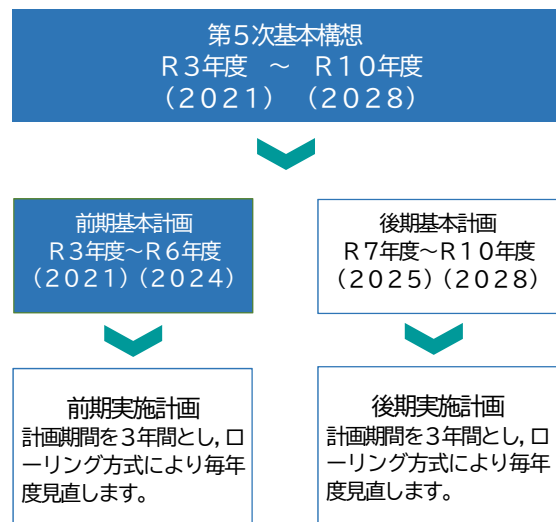 第5次基本構想
R3年度　～　R10年度
（2021）（2028）
前期基本計画
R3年度～R6年度
（2021）（2024）
後期基本計画
R7年度～R10年度
（2025）（2028）
前期実施計画
計画期間を3年間とし，ロ
ーリング方式により毎年
度見直します。
後期実施計画
計画期間を3年間とし，ロ
ーリング方式により毎年
度見直します。